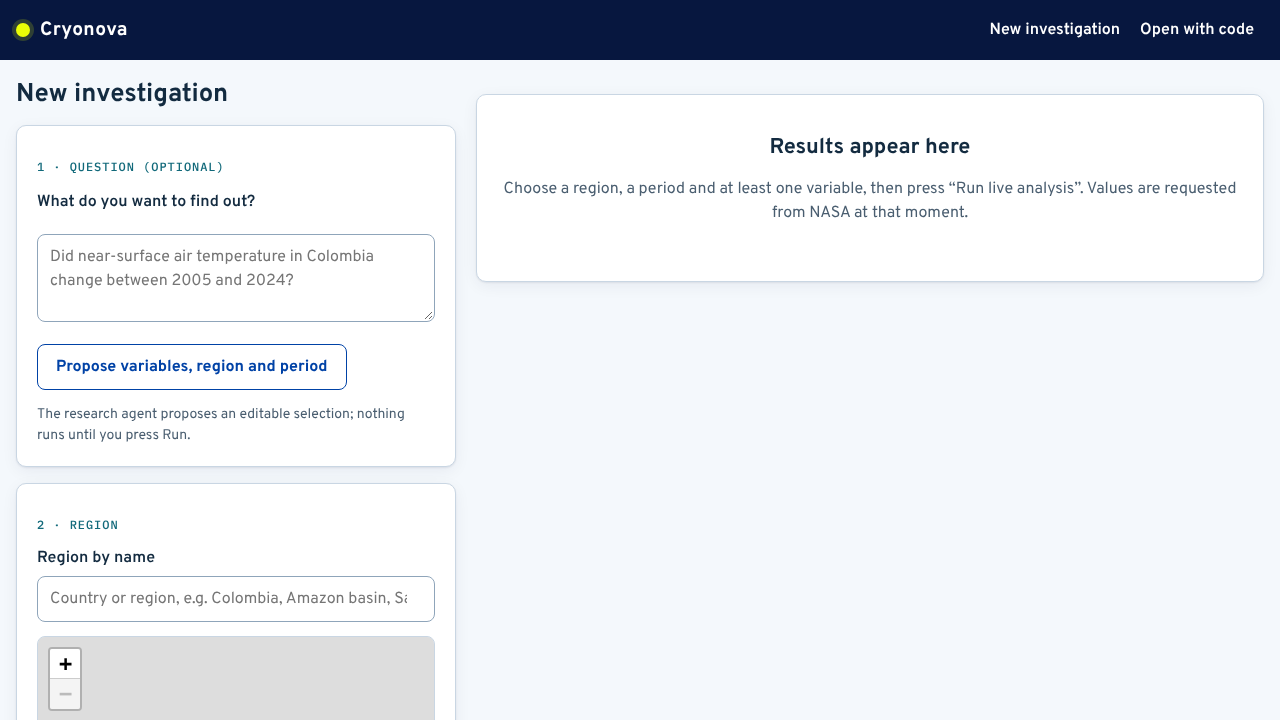 Cryonova
New investigation
Open with code
New investigation
1 · QUESTION (OPTIONAL)
What do you want to find out?
Did near-surface air temperature in Colombia
change between 2005 and 2024?
Propose variables, region and period
The research agent proposes an editable selection; nothing
runs until you press Run.
2 · REGION
Region by name
Country or region, e.g. Colombia, Amazon basin,
+
−
Results appear here
Choose a region, a period and at least one variable, then press “Run live analysis”. Values are requested
from NASA at that moment.